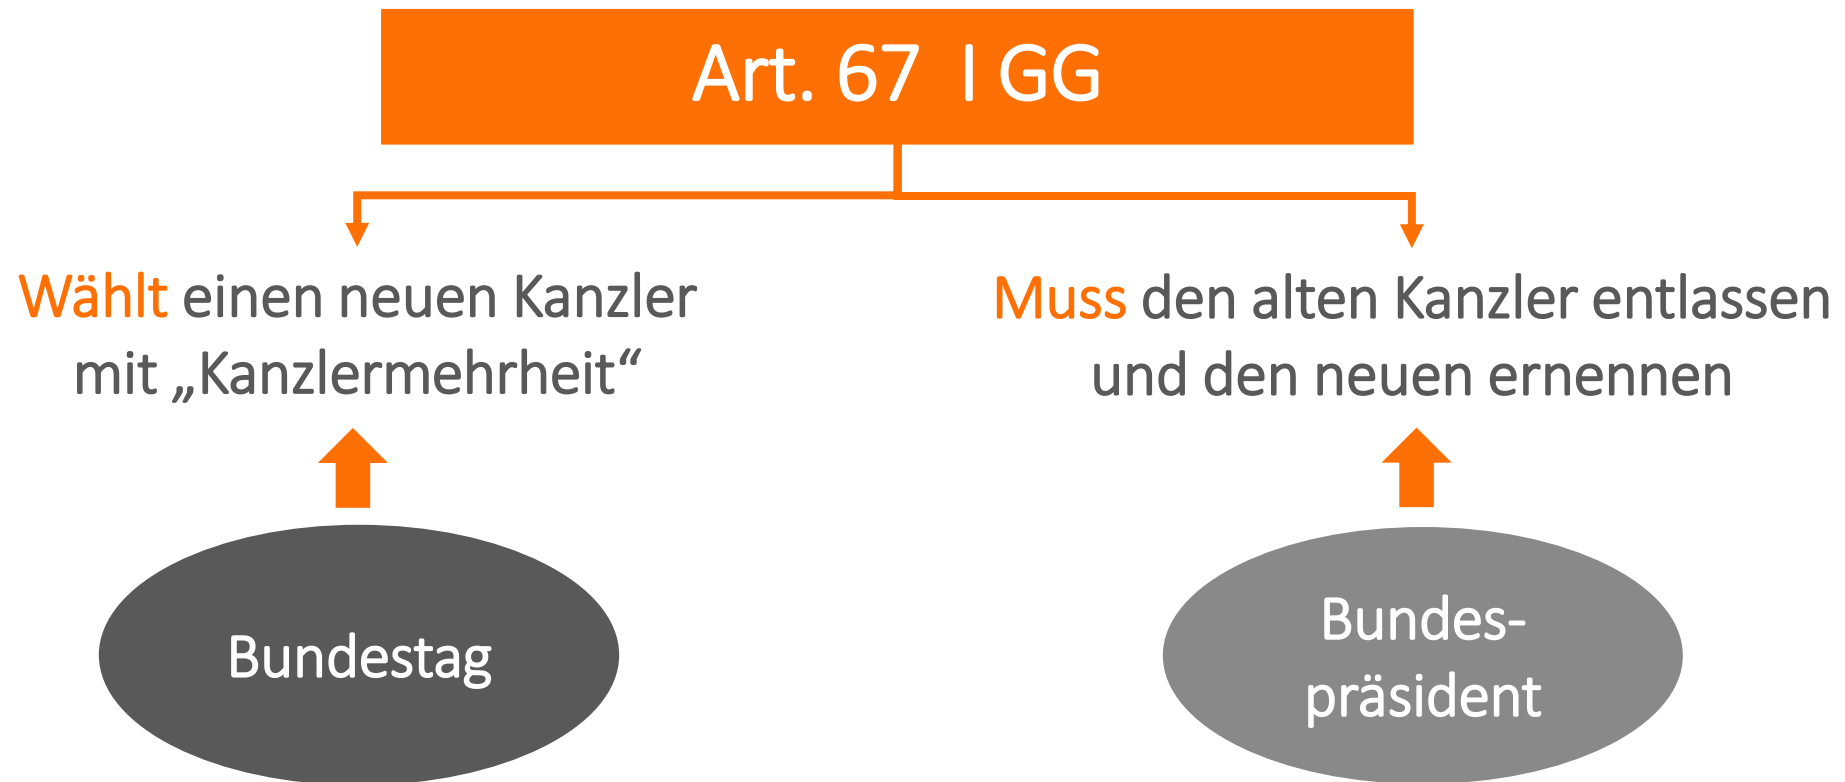 Art. 67 I GG
Wählt einen neuen Kanzler
mit „Kanzlermehrheit“
Muss den alten Kanzler entlassen
und den neuen ernennen
Bundestag
Bundes-
präsident